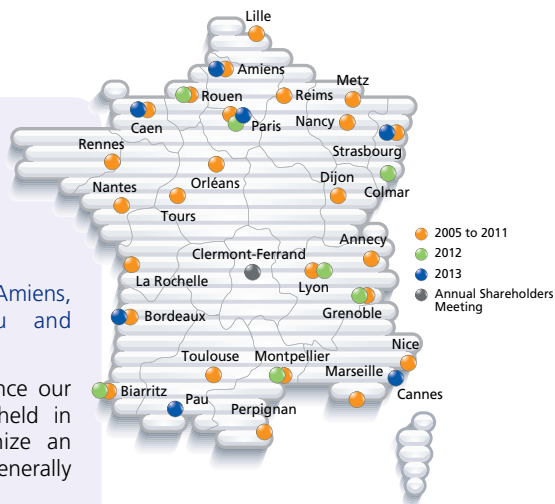 Lille
Amiens
Metz
Rouen
Reims
Caen
Paris
Nancy
Strasbourg
Rennes
Orléans
Dijon
Colmar
Nantes
Tours
Annecy
Clermont-Ferrand
La Rochelle
Lyon
Grenoble
Bordeaux
Nice
Toulouse
Montpellier
Marseille
Biarritz
Pau
Cannes
Perpignan
2005 to 2011
2012
2013
Annual Shareholders
Meeting
Amiens,
u and
nce our
held in
nize an
enerally